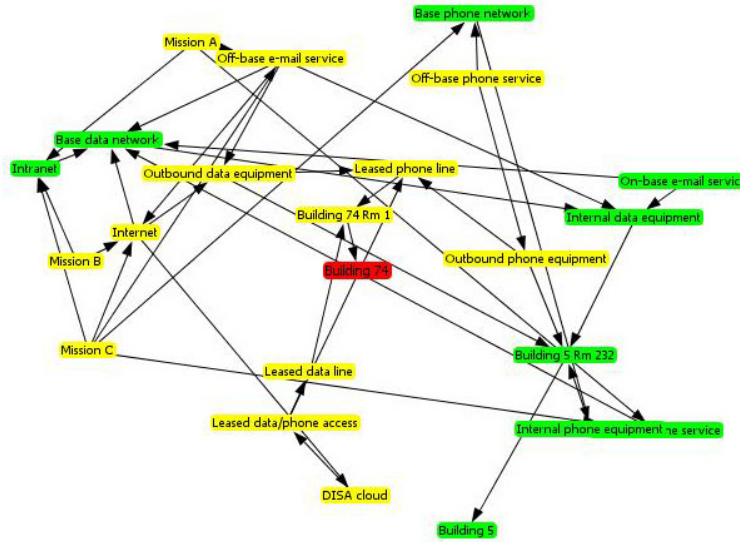 Base phone network
Mission A
Off-base e-mail service
Off-base phone service
Base data network
Intranet
Outbound data equipment
Leased phone line
On-base e-mail service
Building 74 Rm 1
Internal data equipment
Internet
Mission B
Building 74
Outbound phone equipment
Mission C
Building 5 Rm 232
Leased data line
Leased data/phone access
Internal phone equipment
ne service
DISA cloud
Building 5